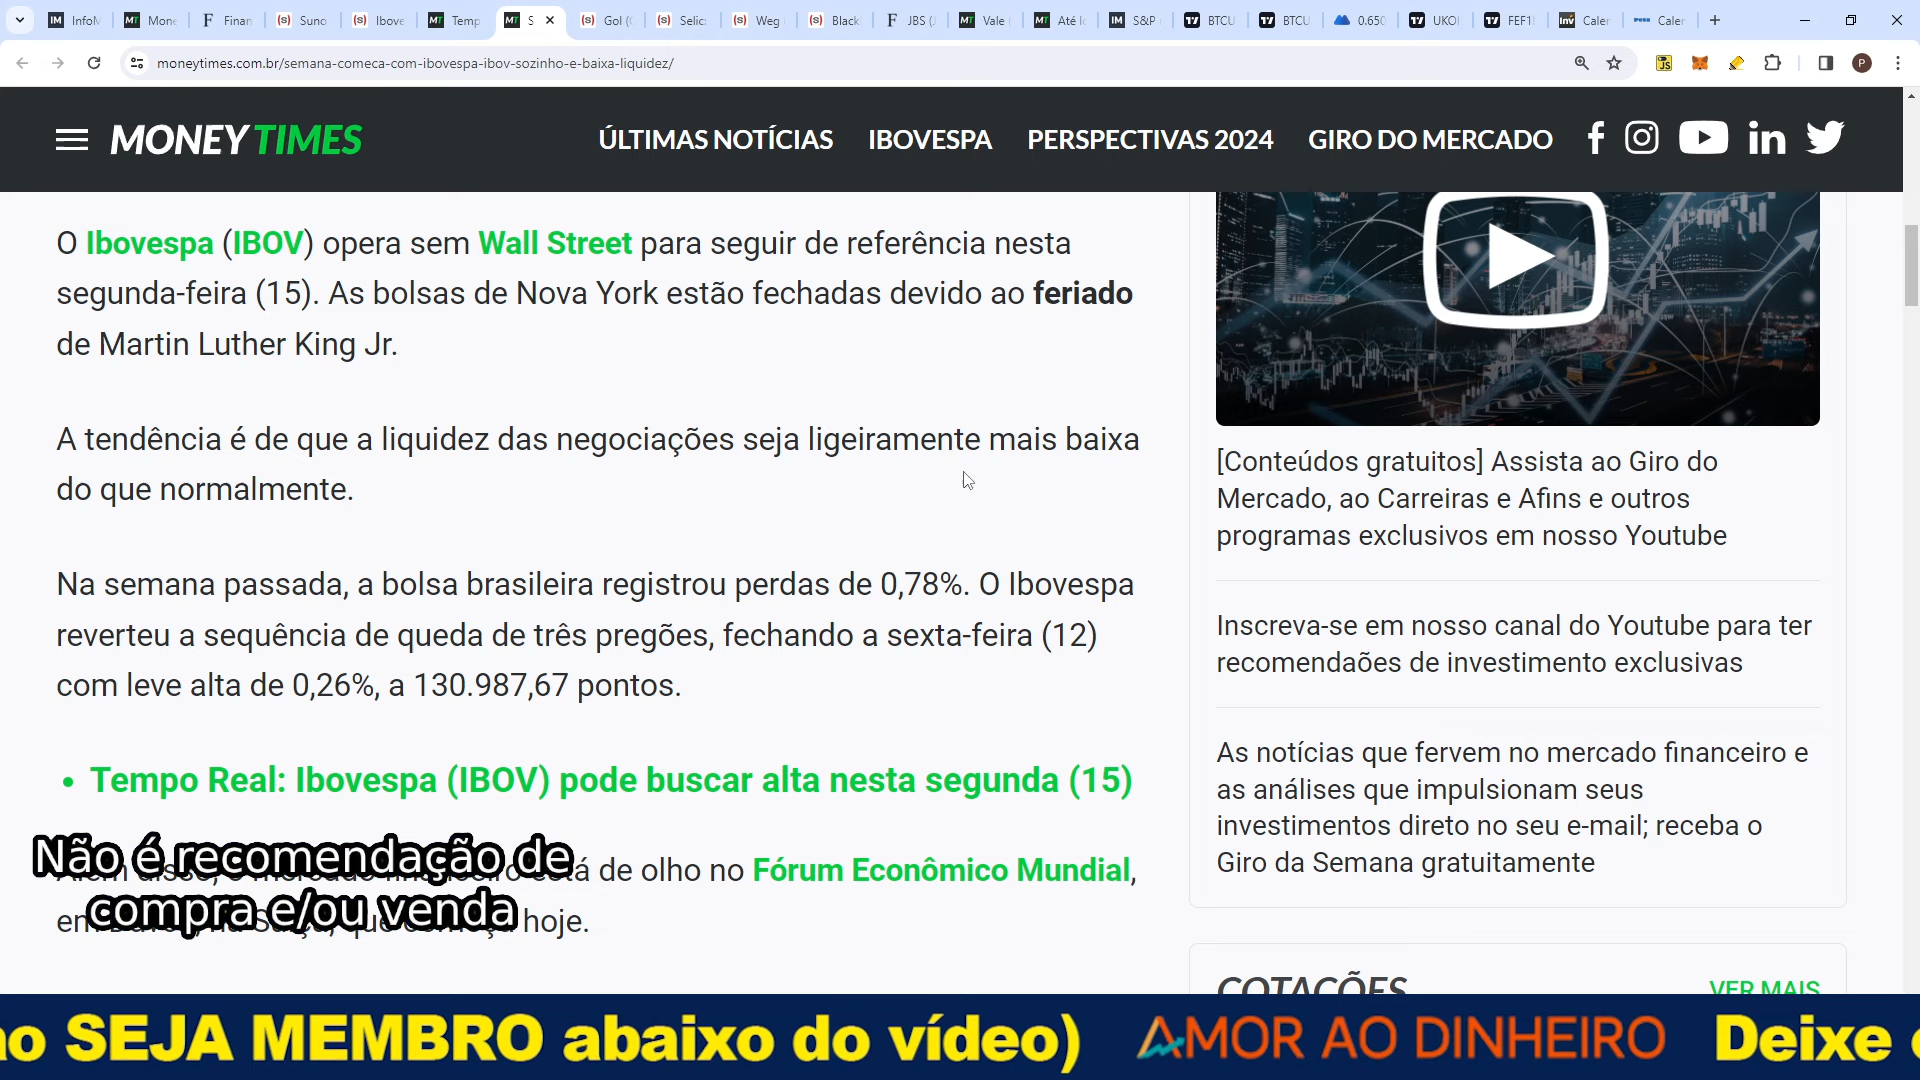 InfoM
Mone
Finan
Suno
Ibove
Temp
S
Gol (
Selic
Weg
Black
JBS (
Vale
Até
S&P
BTCU
BTCU
0.650
UKO
FEF1
Caler
Caler
moneytimes.com.br/semana-comeca-com-ibovespa-ibov-sozinho-e-baixa-liquidez/
P
MONEY TIMES
ÚLTIMAS NOTÍCIAS IBOVESPA PERSPECTIVAS 2024 GIRO DO MERCADO
O Ibovespa (IBOV) opera sem Wall Street para seguir de referência nesta
segunda-feira (15). As bolsas de Nova York estão fechadas devido ao feriado
de Martin Luther King Jr.
A tendência é de que a liquidez das negociações seja ligeiramente mais baixa
do que normalmente.
Na semana passada, a bolsa brasileira registrou perdas de 0,78%. O Ibovespa
reverteu a sequência de queda de três pregões, fechando a sexta-feira (12)
com leve alta de 0,26%, a 130.987,67 pontos.
• Tempo Real: Ibovespa (IBOV) pode buscar alta nesta segunda (15)
de olho no Fórum Econômico Mundial,
hoje.
Não é recomendação de
compra e/ou venda
[Conteúdos gratuitos] Assista ao Giro do
Mercado, ao Carreiras e Afins e outros
programas exclusivos em nosso Youtube
Inscreva-se em nosso canal do Youtube para ter
recomendaões de investimento exclusivas
As notícias que fervem no mercado financeiro e
as análises que impulsionam seus
investimentos direto no seu e-mail; receba o
Giro da Semana gratuitamente
COTAÇÕES VER MAIS
ao SEJA MEMBRO abaixo do vídeo) AMOR AO DINHEIRO Deixe